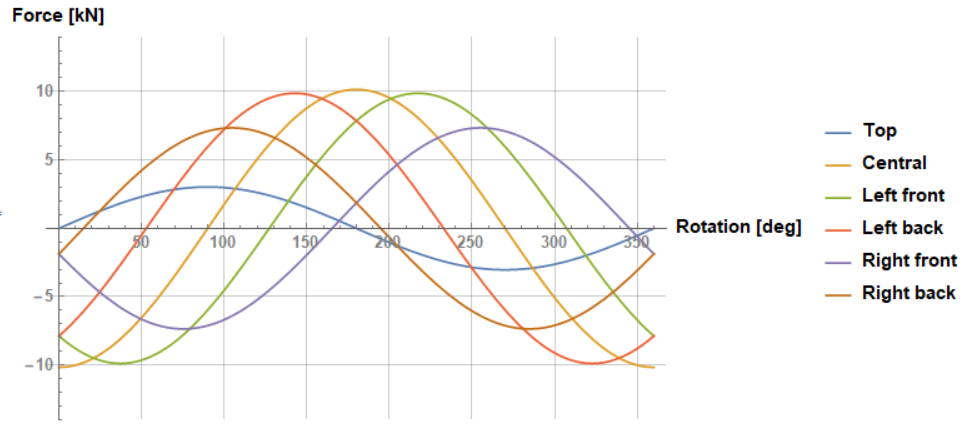 Force [kN]
10
5
50 100 150 200 250 300 350
Rotation [deg]
−5
−10
Top
Central
Left front
Left back
Right front
Right back